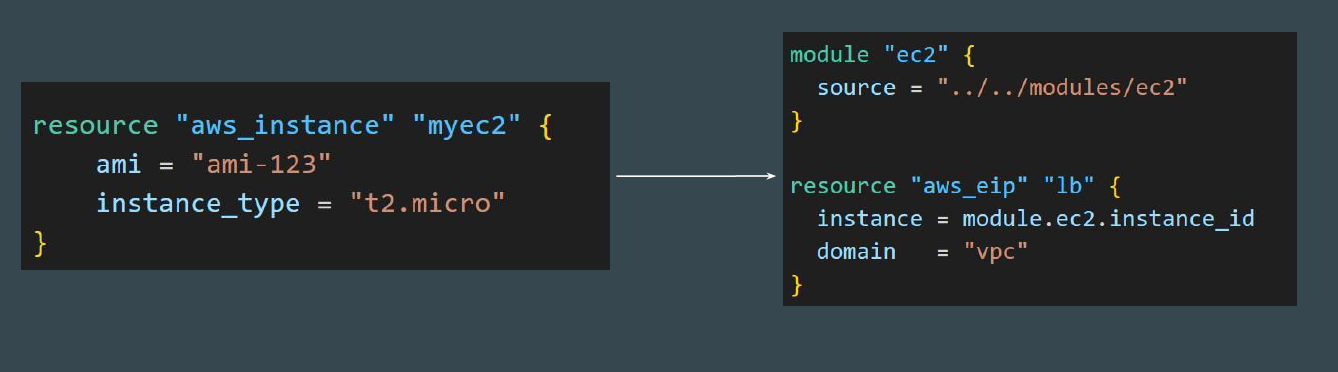 resource "aws_instance" "myec2" {
    ami = "ami-123"
    instance_type = "t2.micro"
}
module "ec2" {
  source = "../../modules/ec2"
}
resource "aws_eip" "lb" {
  instance = module.ec2.instance_id
  domain   = "vpc"
}